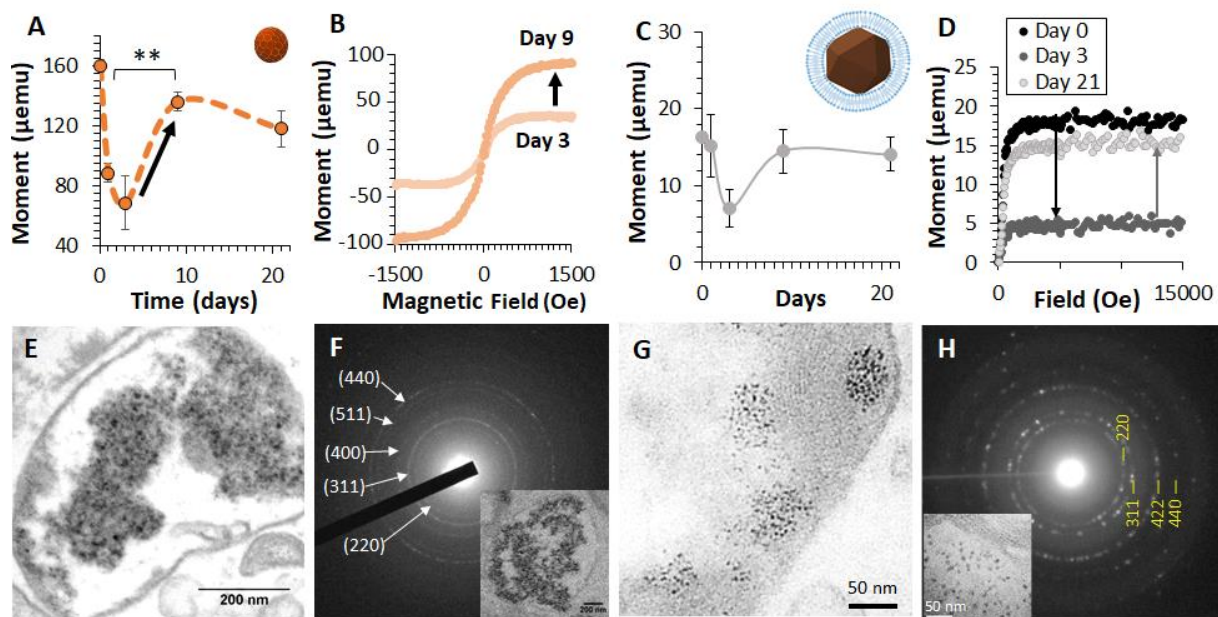 A
**
160
120
80
40
Moment (µemu)
0
10
20
Time (days)
B
100
50
0
-50
-100
Moment (µemu)
Day 9
Day 3
-1500
0
1500
Magnetic Field (Oe)
C
30
20
10
0
Moment (µemu)
0
10
20
Days
D
Day 0
Day 3
Day 21
25
20
15
10
5
0
Moment (µemu)
0
15000
Field (Oe)
E
200 nm
F
(440)
(511)
(400)
(311)
(220)
200 nm
G
50 nm
H
220
311
422
440
50 nm